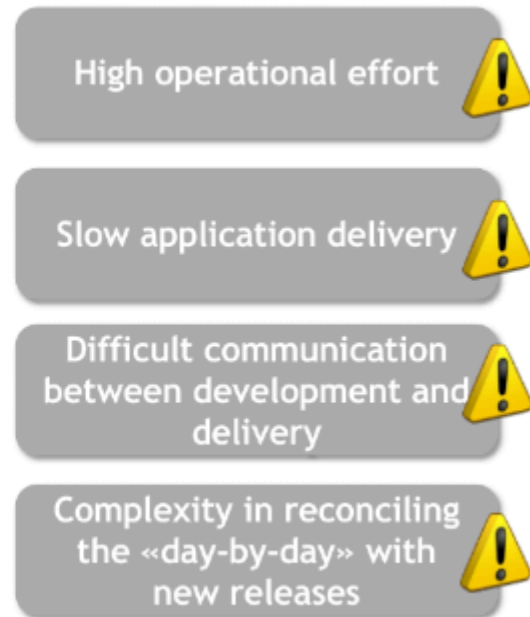 High operational effort
Slow application delivery
Difficult communication
between development and
delivery
Complexity in reconciling
the «day-by-day» with
new releases